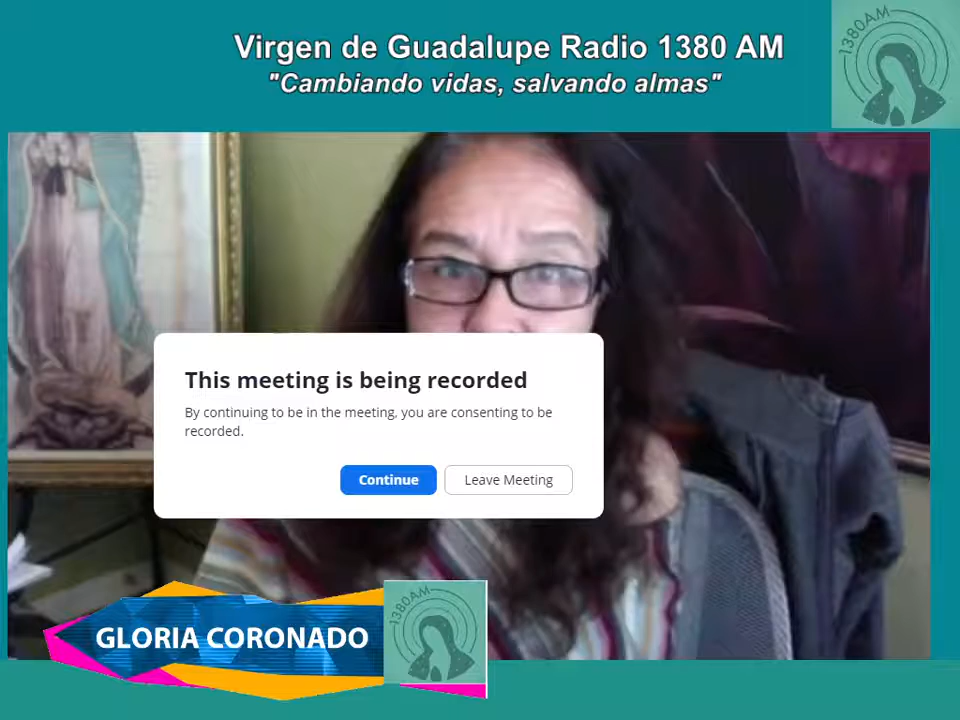 Virgen de Guadalupe Radio 1380 AM
"Cambiando vidas, salvando almas"
1380AM
This meeting is being recorded
By continuing to be in the meeting, you are consenting to be
recorded.
Continue
Leave Meeting
GLORIA CORONADO
1380AM